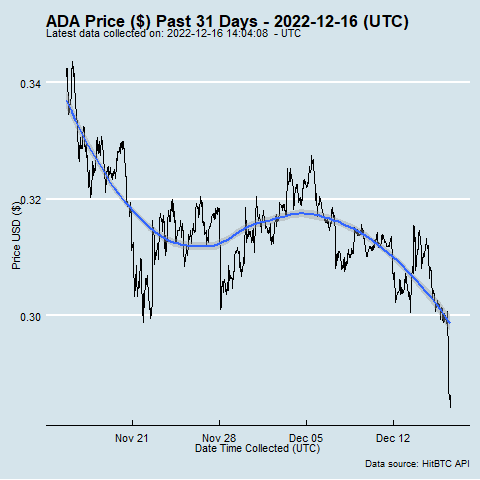 ADA Price ($) Past 31 Days - 2022-12-16 (UTC)
Latest data collected on: 2022-12-16 14:04:08 - UTC
0.34
0.32
0.30
Price USD ($)
Nov 21 Nov 28 Dec 05 Dec 12
Date Time Collected (UTC)
Data source: HitBTC API